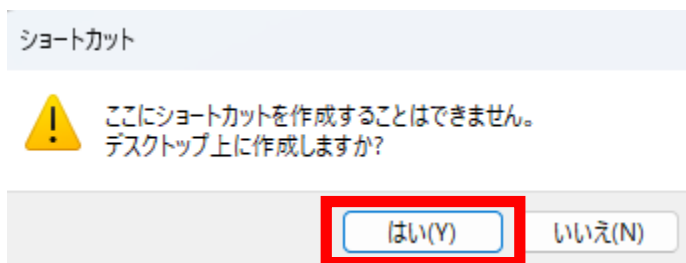 ショートカット
ここにショートカットを作成することはできません。
デスクトップ上に作成しますか?
はい(Y)
いいえ(N)